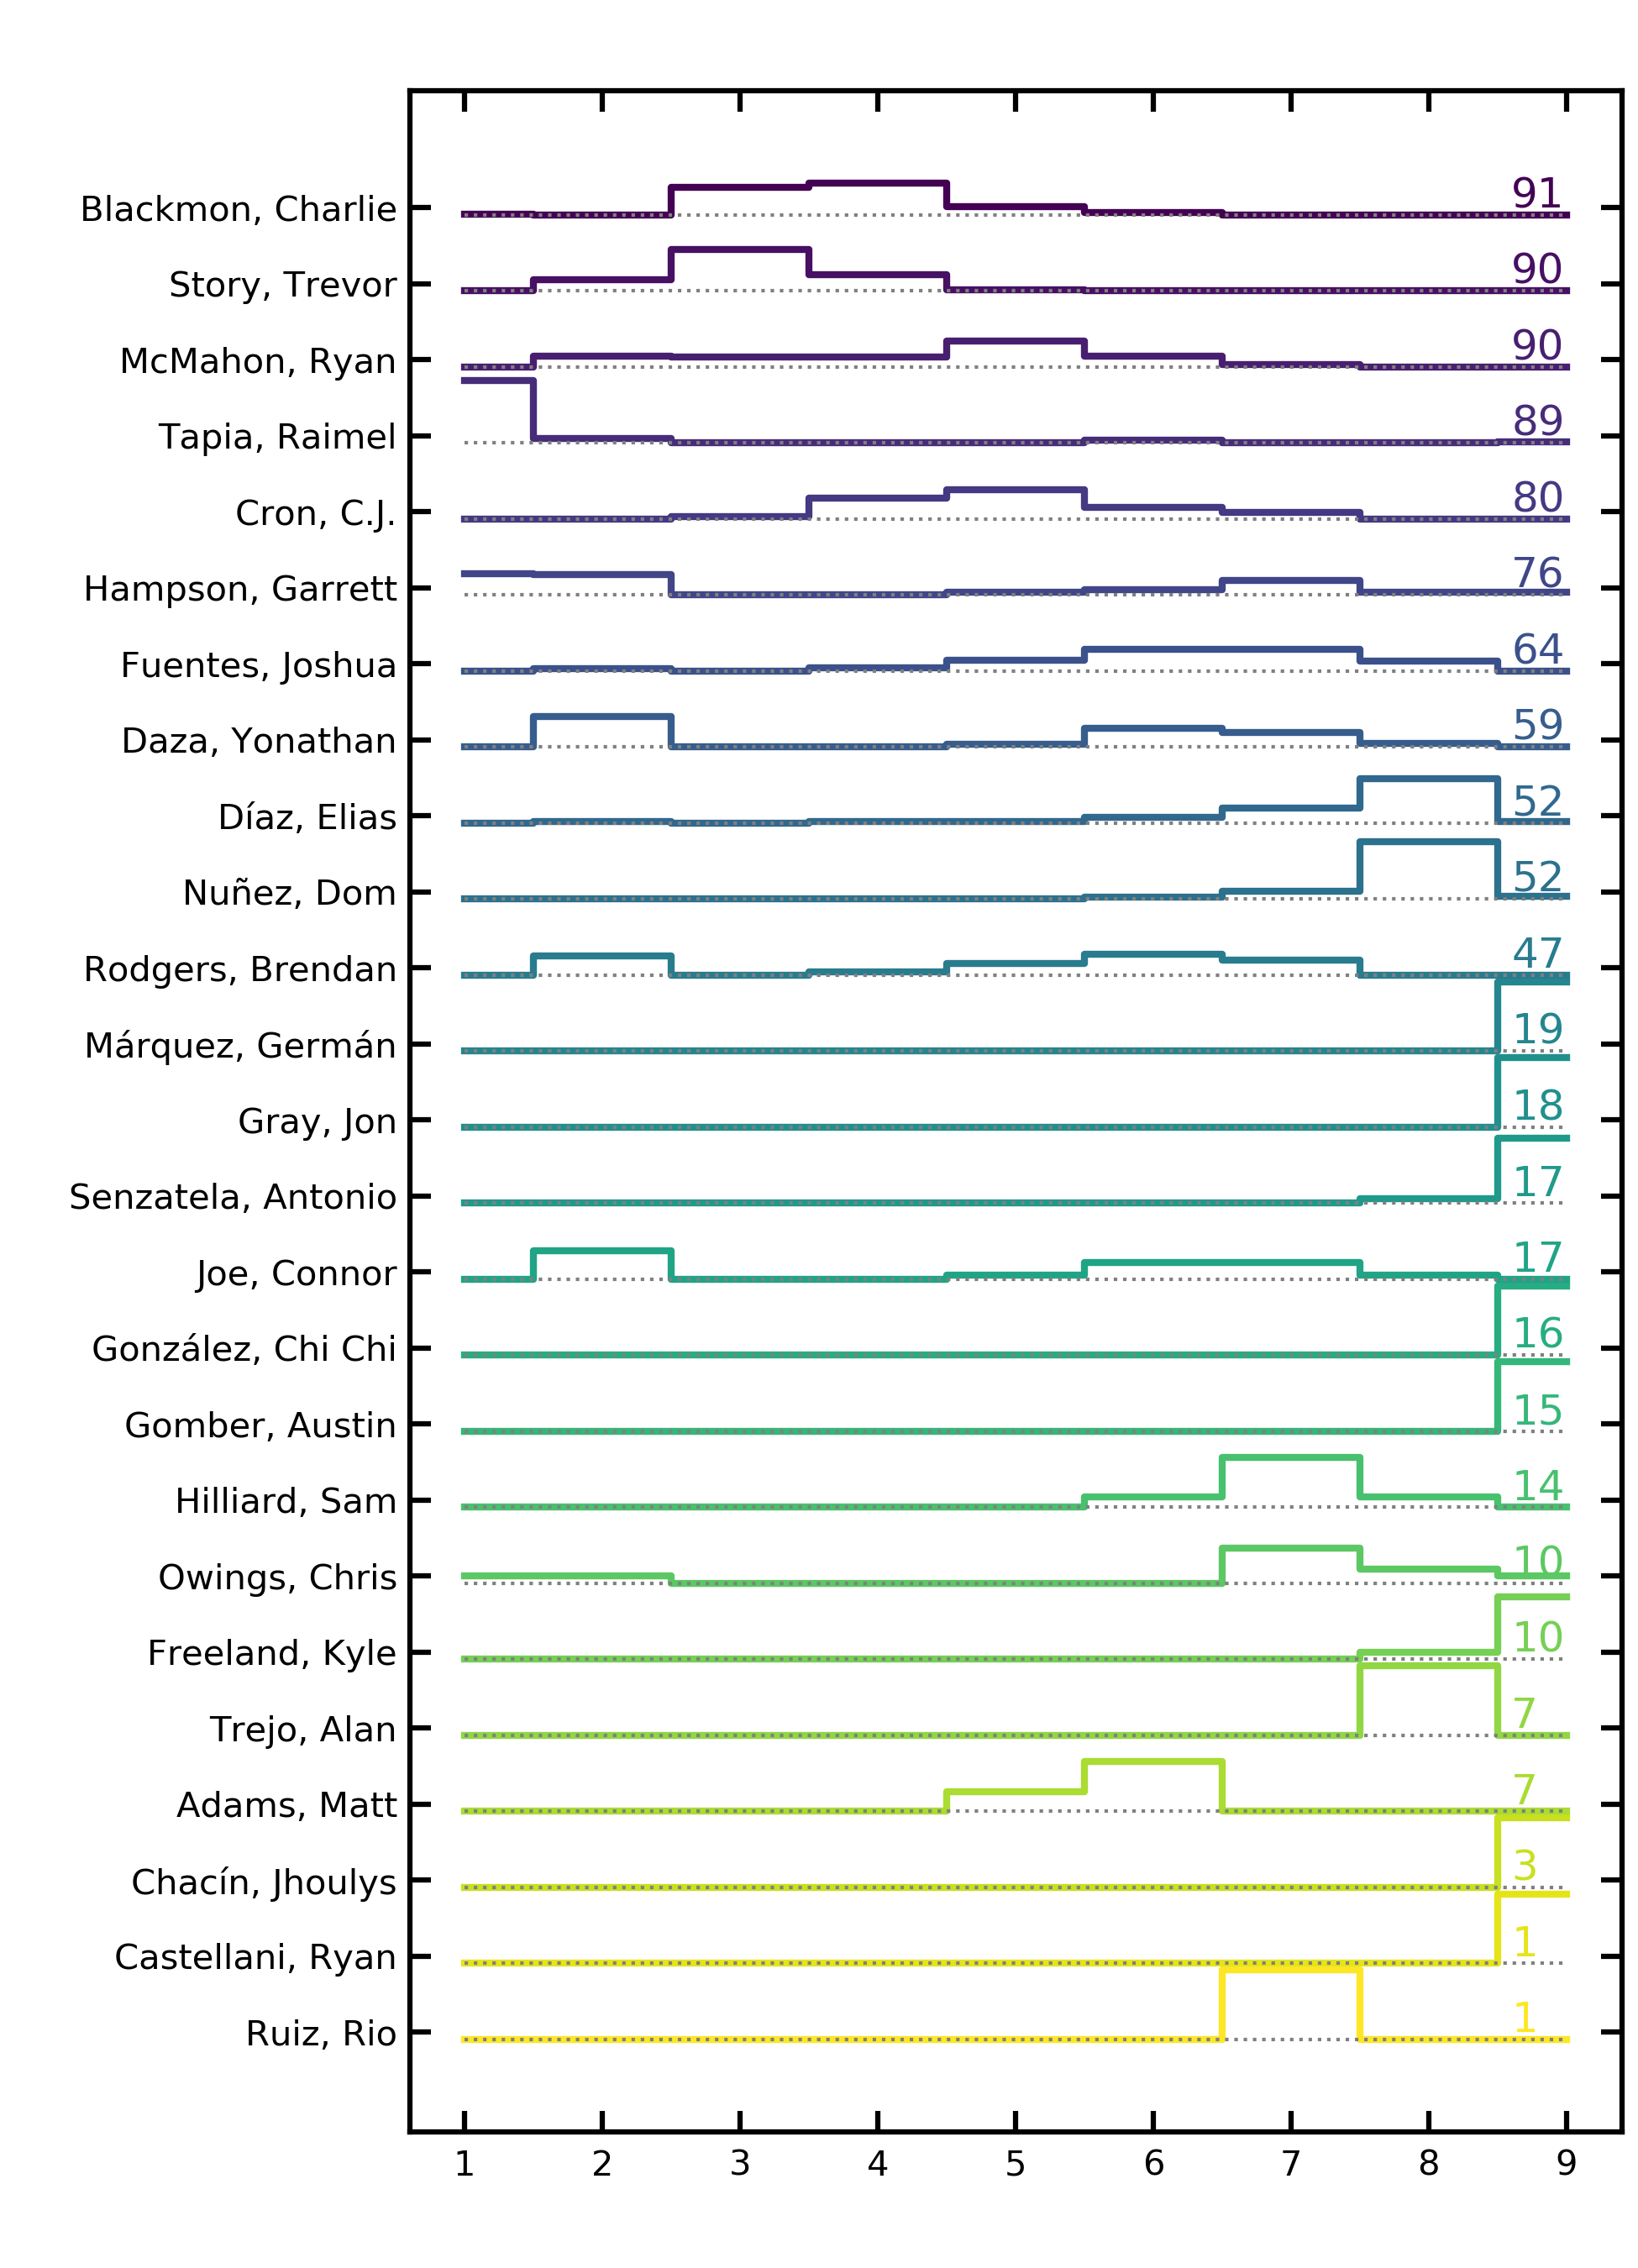 Blackmon, Charlie 91
Story, Trevor 90
McMahon, Ryan 90
Tapia, Raimel 89
Cron, C.J. 80
Hampson, Garrett 76
Fuentes, Joshua 64
Daza, Yonathan 59
Díaz, Elias 52
Nuñez, Dom 52
Rodgers, Brendan 47
Márquez, Germán 19
Gray, Jon 18
Senzatela, Antonio 17
Joe, Connor 17
González, Chi Chi 16
Gomber, Austin 15
Hilliard, Sam 14
Owings, Chris 10
Freeland, Kyle 10
Trejo, Alan 7
Adams, Matt 7
Chacín, Jhoulys 3
Castellani, Ryan 1
Ruiz, Rio 1
1 2 3 4 5 6 7 8 9